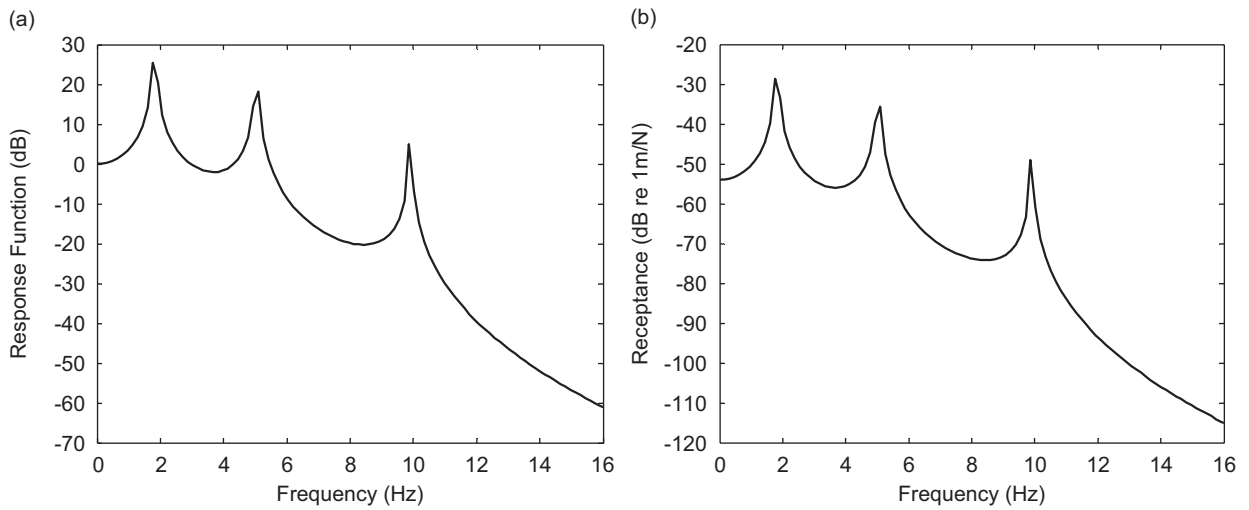 (a)
30
20
10
0
-10
-20
-30
-40
-50
-60
-70
0 2 4 6 8 10 12 14 16
Frequency (Hz)
Response Function (dB)
(b)
-20
-30
-40
-50
-60
-70
-80
-90
-100
-110
-120
0 2 4 6 8 10 12 14 16
Frequency (Hz)
Receptance (dB re 1m/N)